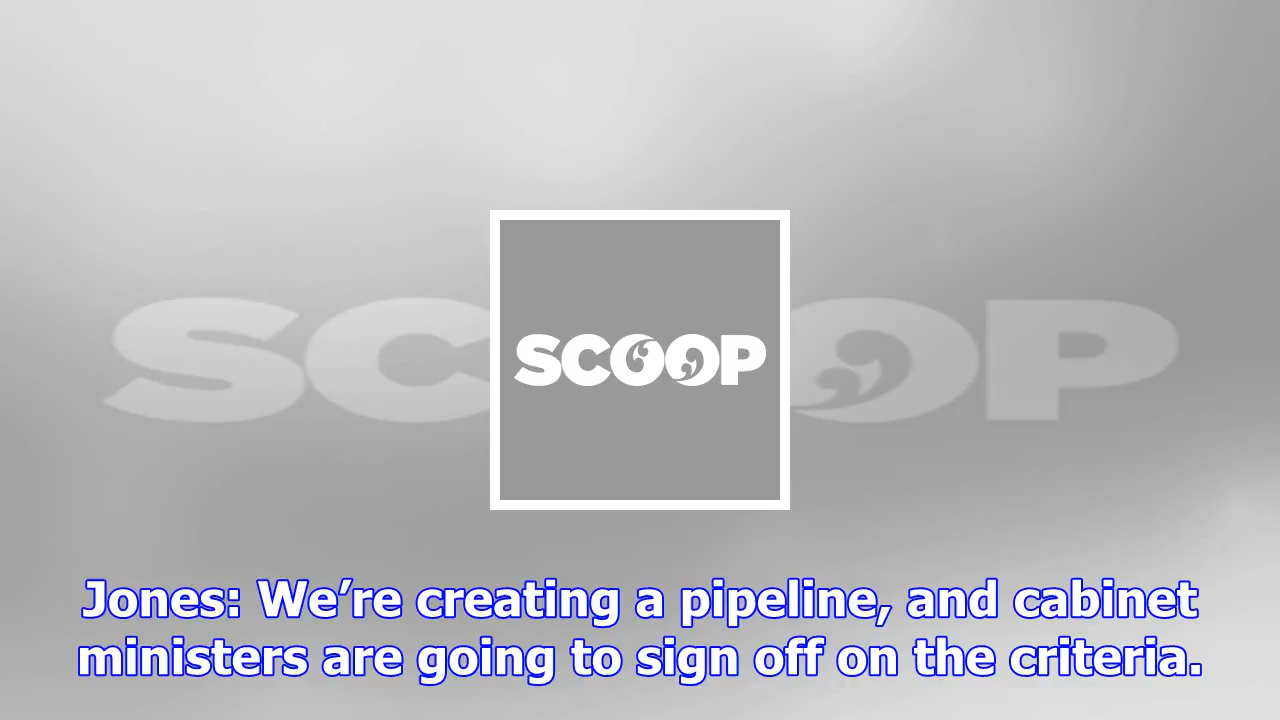 SCOOP
SCOOP
Jones: We’re creating a pipeline, and cabinet
ministers are going to sign off on the criteria.